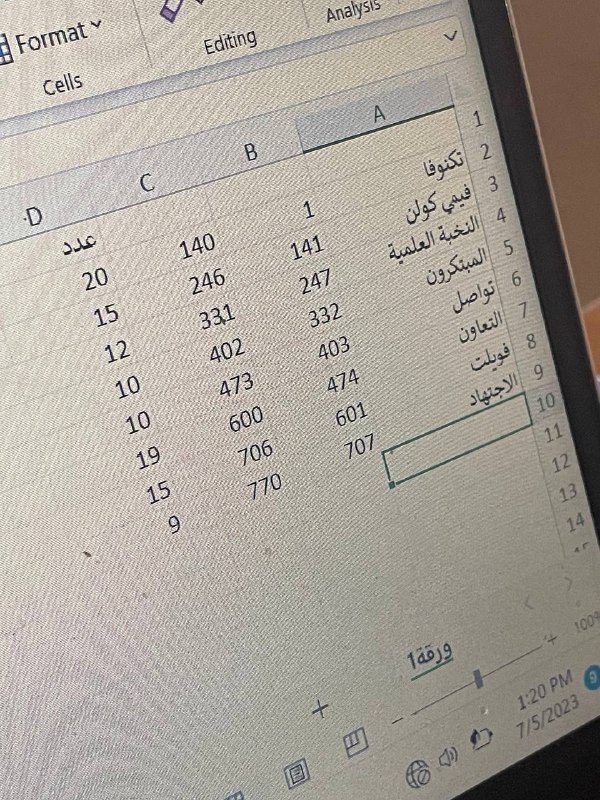 Format
Cells
Editing
Analysis
A B C D
1 عدد
2 تكنوفا 1 140 20
3 فيمي كولن 141 246 15
4 النخبة العلمية 247 331 12
5 المبتكرون 332 402 10
6 تواصل 403 473 10
7 التعاون 474 600 19
8 فويلت 601 706 15
9 الاجتهاد 707 770 9
10
11
12
13
14
ورقة1
100%
1:20 PM
7/5/2023
9